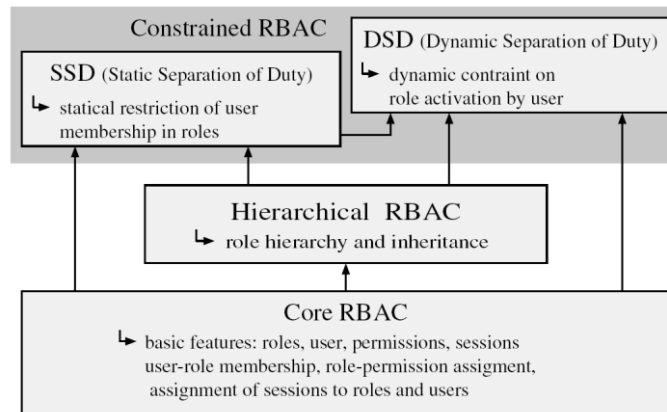 Constrained RBAC
SSD (Static Separation of Duty)
statical restriction of user
membership in roles
DSD (Dynamic Separation of Duty)
dynamic contraint on
role activation by user
Hierarchical RBAC
role hierarchy and inheritance
Core RBAC
basic features: roles, user, permissions, sessions
user-role membership, role-permission assigment,
assignment of sessions to roles and users